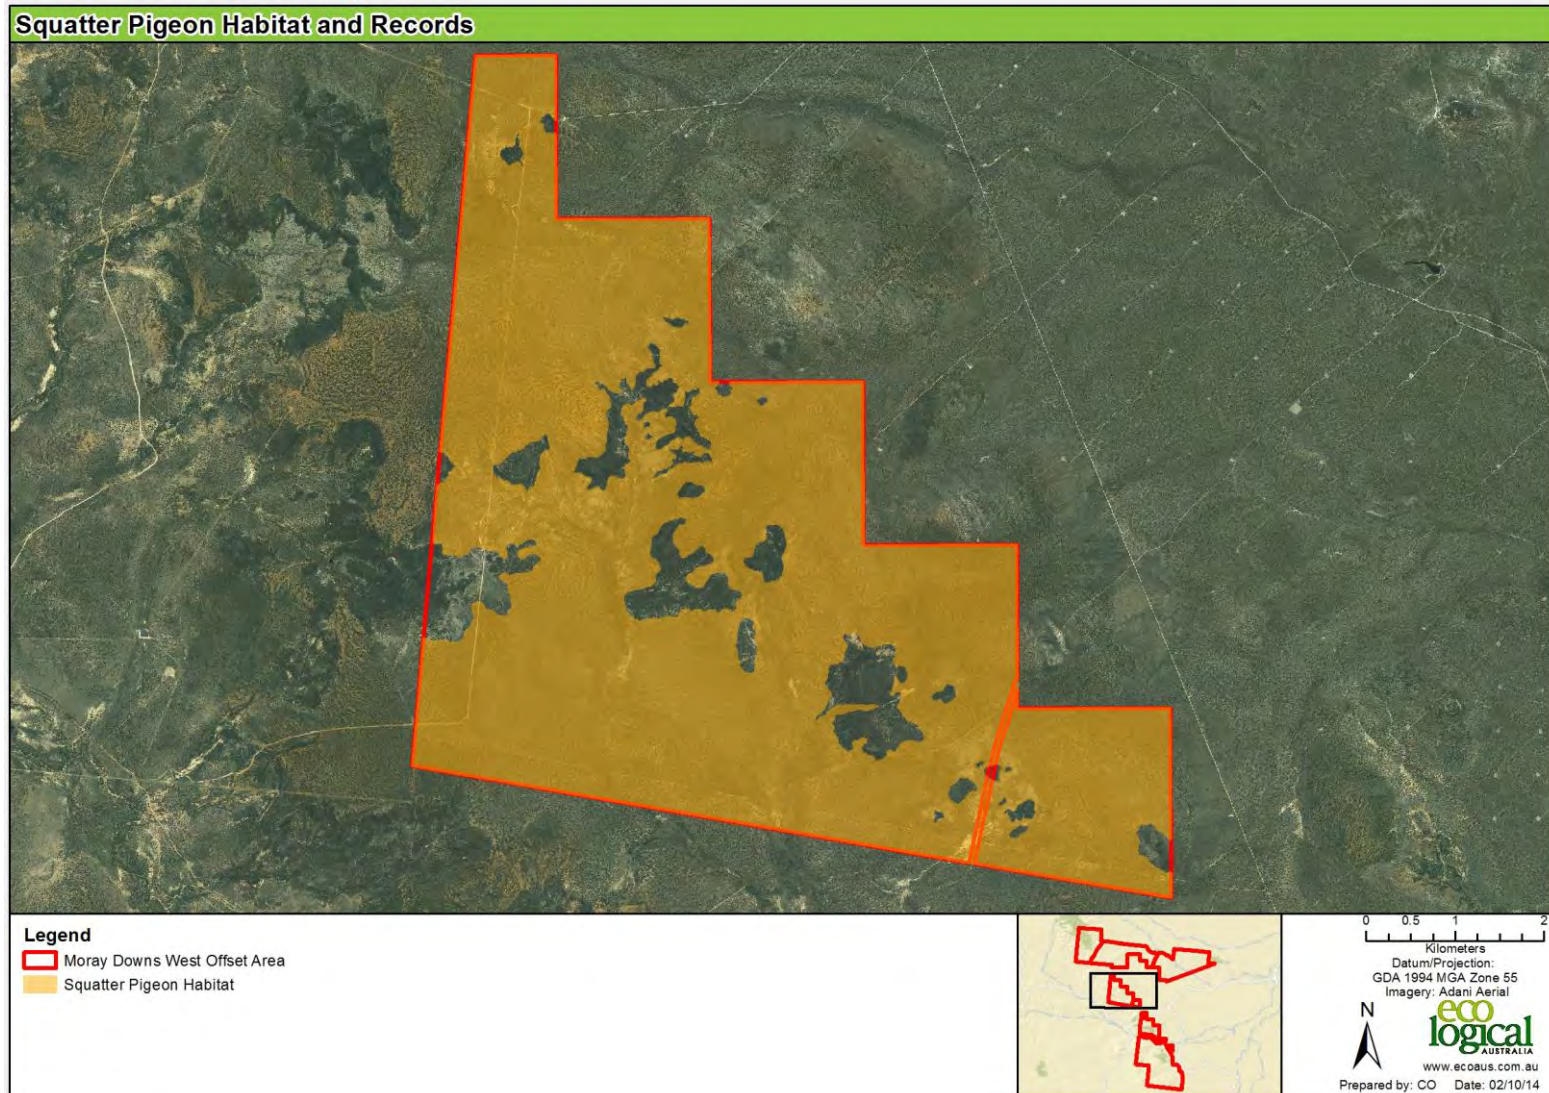 Squatter Pigeon Habitat and Records
Legend
Moray Downs West Offset Area
Squatter Pigeon Habitat
0 0.5 1 2
Kilometers
Datum/Projection:
GDA 1994 MGA Zone 55
Imagery: Adani Aerial
N
eco
logical
AUSTRALIA
www.ecoaus.com.au
Prepared by: CO Date: 02/10/14